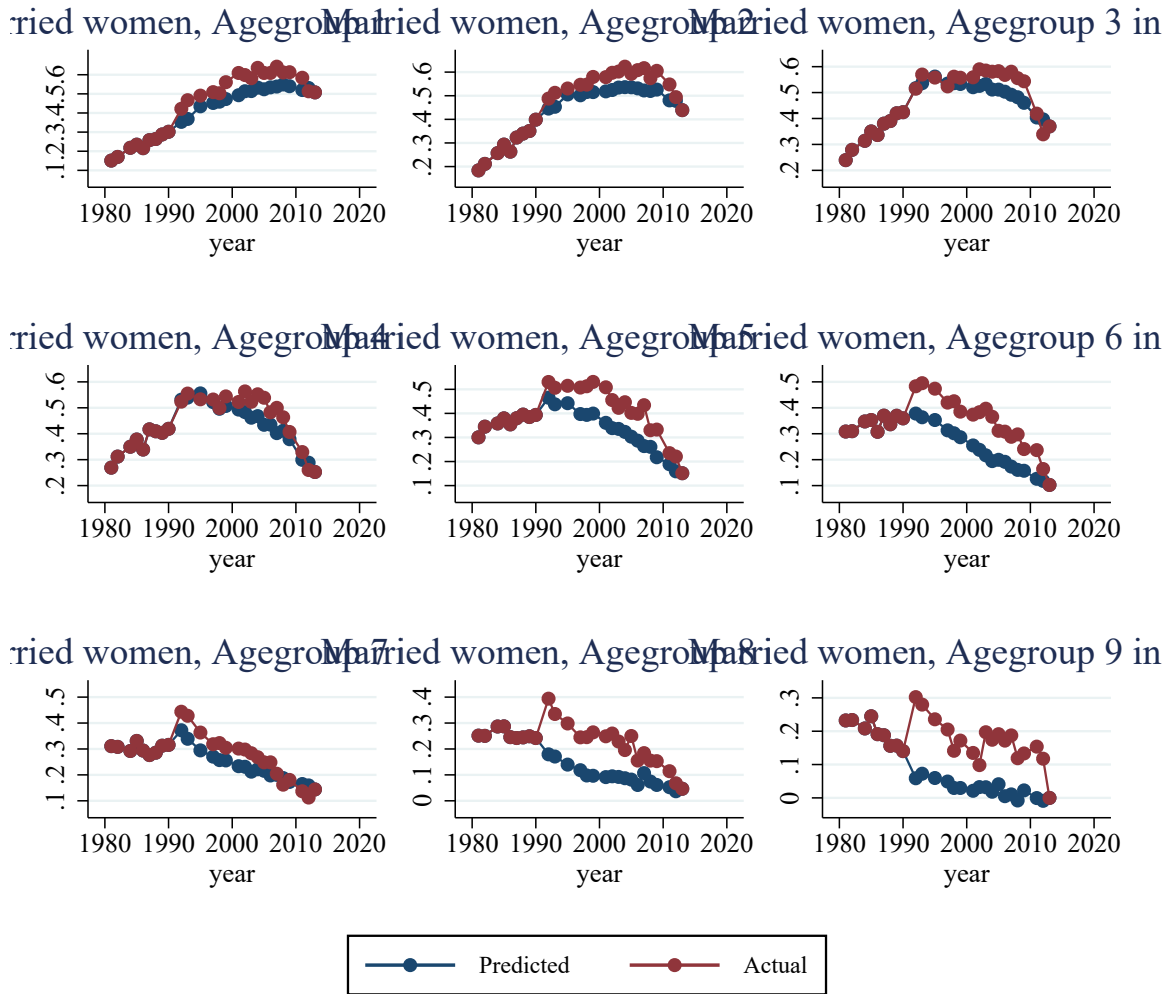 rried women, Agegroup 1
Married women, Agegroup 2
Married women, Agegroup 3 in
.1 .2 .3 .4 .5 .6
.2 .3 .4 .5 .6
.2 .3 .4 .5 .6
1980 1990 2000 2010 2020
1980 1990 2000 2010 2020
1980 1990 2000 2010 2020
year
year
year
rried women, Agegroup 4
Married women, Agegroup 5
Married women, Agegroup 6 in
.2 .3 .4 .5 .6
.1 .2 .3 .4 .5
.1 .2 .3 .4 .5
1980 1990 2000 2010 2020
1980 1990 2000 2010 2020
1980 1990 2000 2010 2020
year
year
year
rried women, Agegroup 7
Married women, Agegroup 8
Married women, Agegroup 9 in
.1 .2 .3 .4 .5
0 .1 .2 .3 .4
0 .1 .2 .3
1980 1990 2000 2010 2020
1980 1990 2000 2010 2020
1980 1990 2000 2010 2020
year
year
year
Predicted
Actual